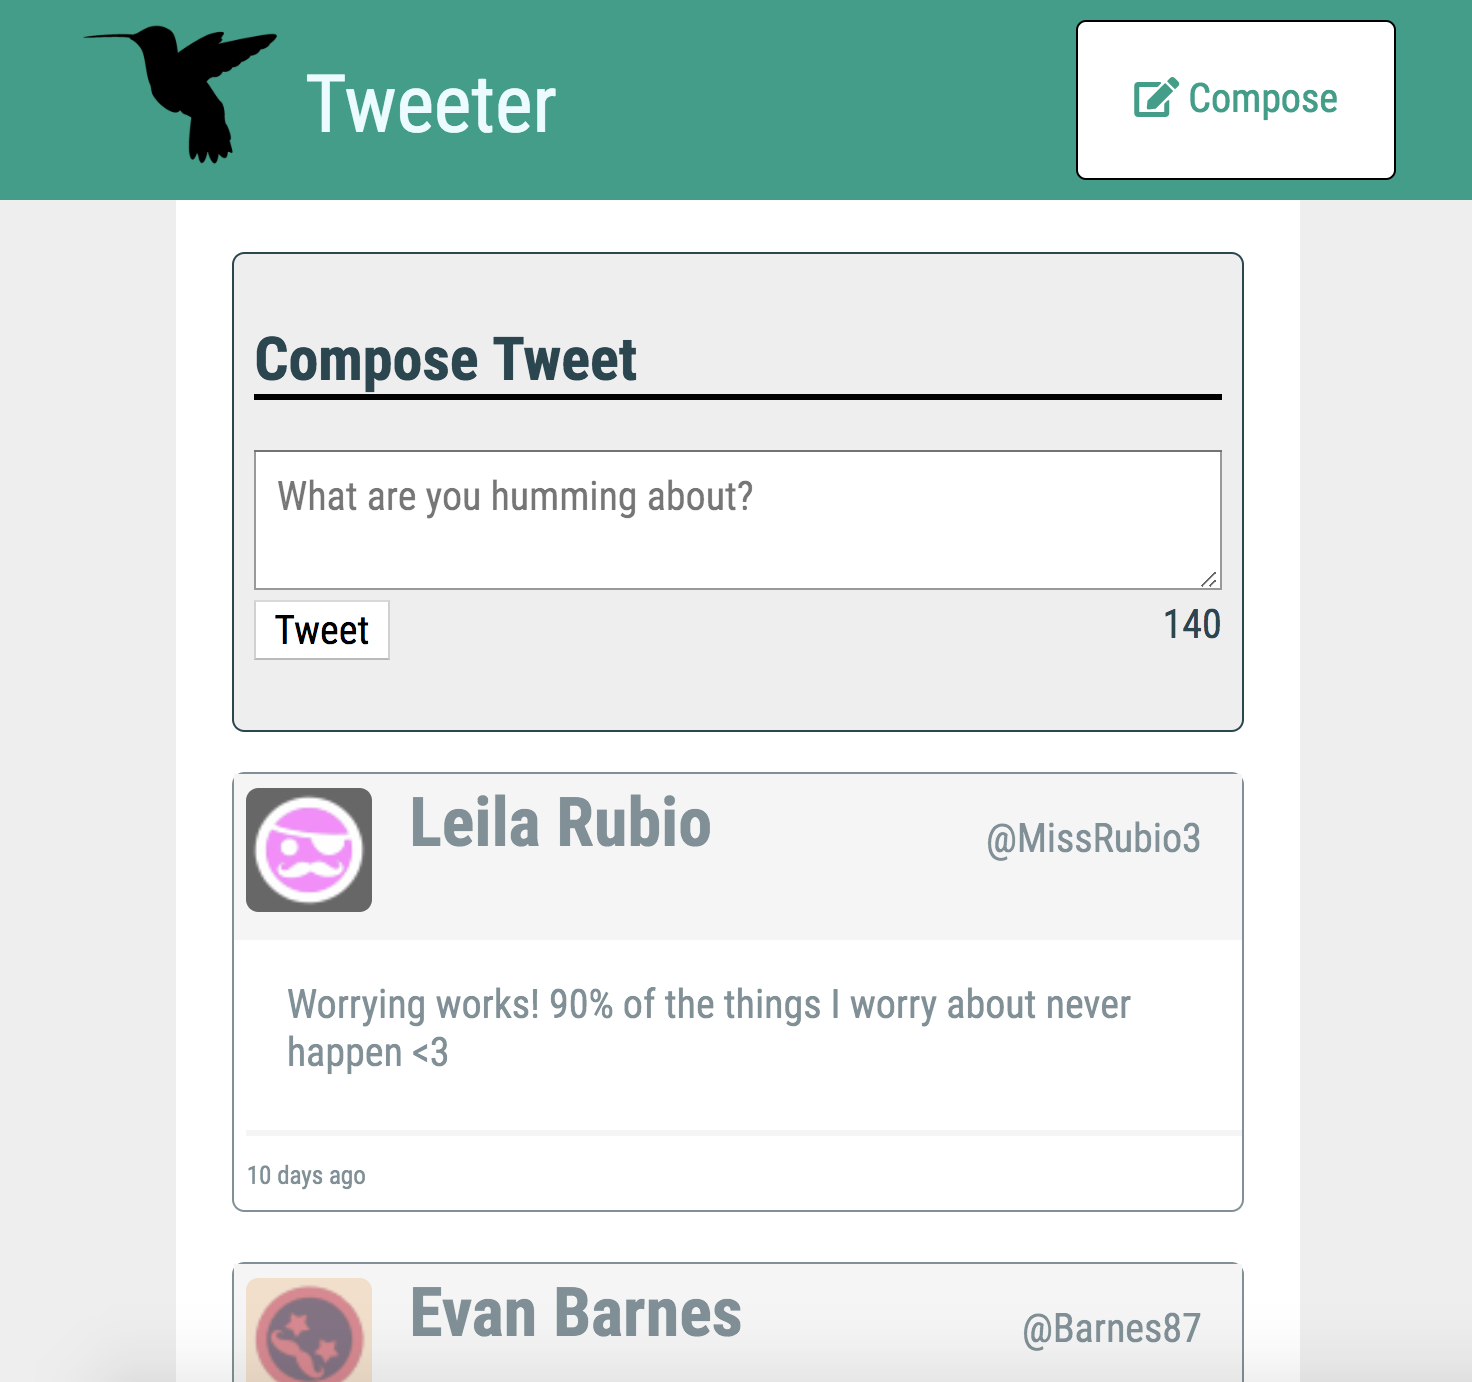 Tweeter
Compose
Compose Tweet
What are you humming about?
Tweet
140
Leila Rubio
@MissRubio3
Worrying works! 90% of the things I worry about never
happen <3
10 days ago
Evan Barnes
@Barnes87